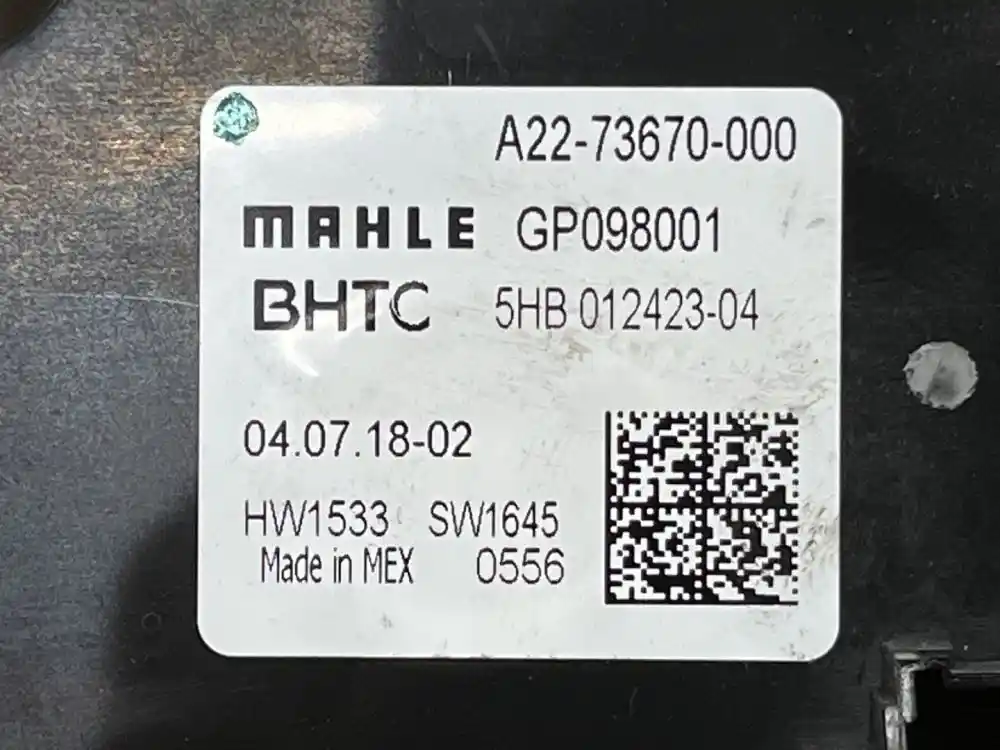 A22-73670-000
MAHLE GP098001
BHTC 5HB 012423-04
04.07.18-02
HW1533 SW1645
Made in MEX 0556